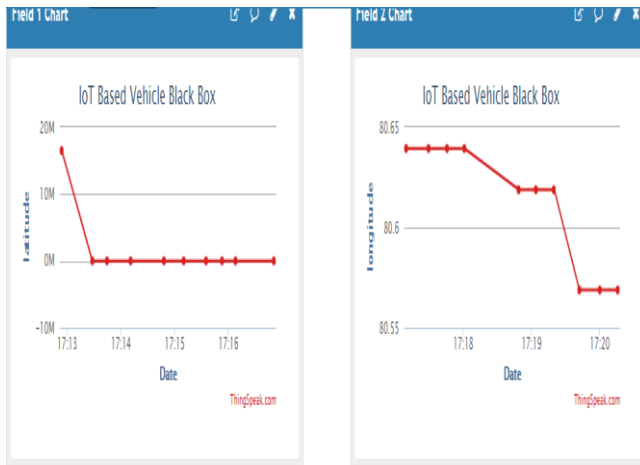 Field 1 Chart
IoT Based Vehicle Black Box
20M
10M
0M
-10M
latitude
17:13
17:14
17:15
17:16
Date
ThingSpeak.com
Field 2 Chart
IoT Based Vehicle Black Box
80.65
80.6
80.55
longitude
17:18
17:19
17:20
Date
ThingSpeak.com